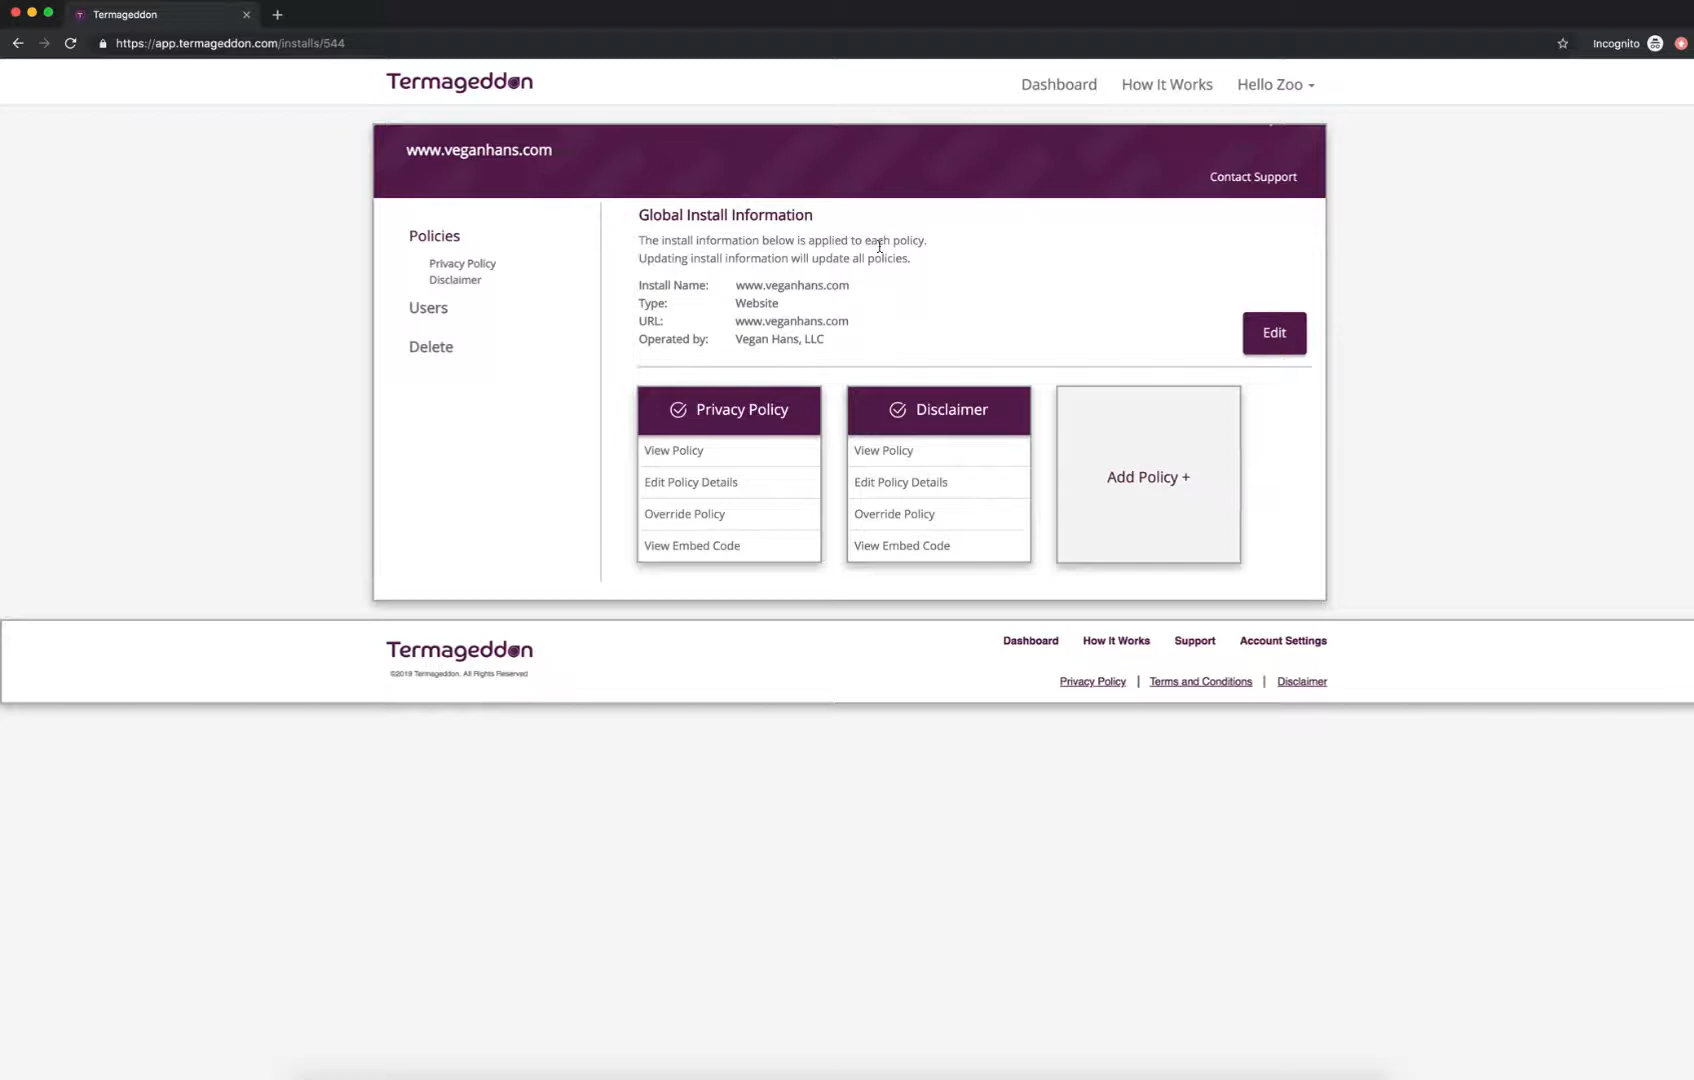 Termageddon
https://app.termageddon.com/installs/544
Incognito
Termageddon
Dashboard
How It Works
Hello Zoo
www.veganhans.com
Contact Support
Policies
Privacy Policy
Disclaimer
Users
Delete
Global Install Information
The install information below is applied to each policy.
Updating install information will update all policies.
Install Name: www.veganhans.com
Type: Website
URL: www.veganhans.com
Operated by: Vegan Hans, LLC
Edit
Privacy Policy
View Policy
Edit Policy Details
Override Policy
View Embed Code
Disclaimer
View Policy
Edit Policy Details
Override Policy
View Embed Code
Add Policy +
Termageddon
©2019 Termageddon. All Rights Reserved
Dashboard How It Works Support Account Settings
Privacy Policy | Terms and Conditions | Disclaimer